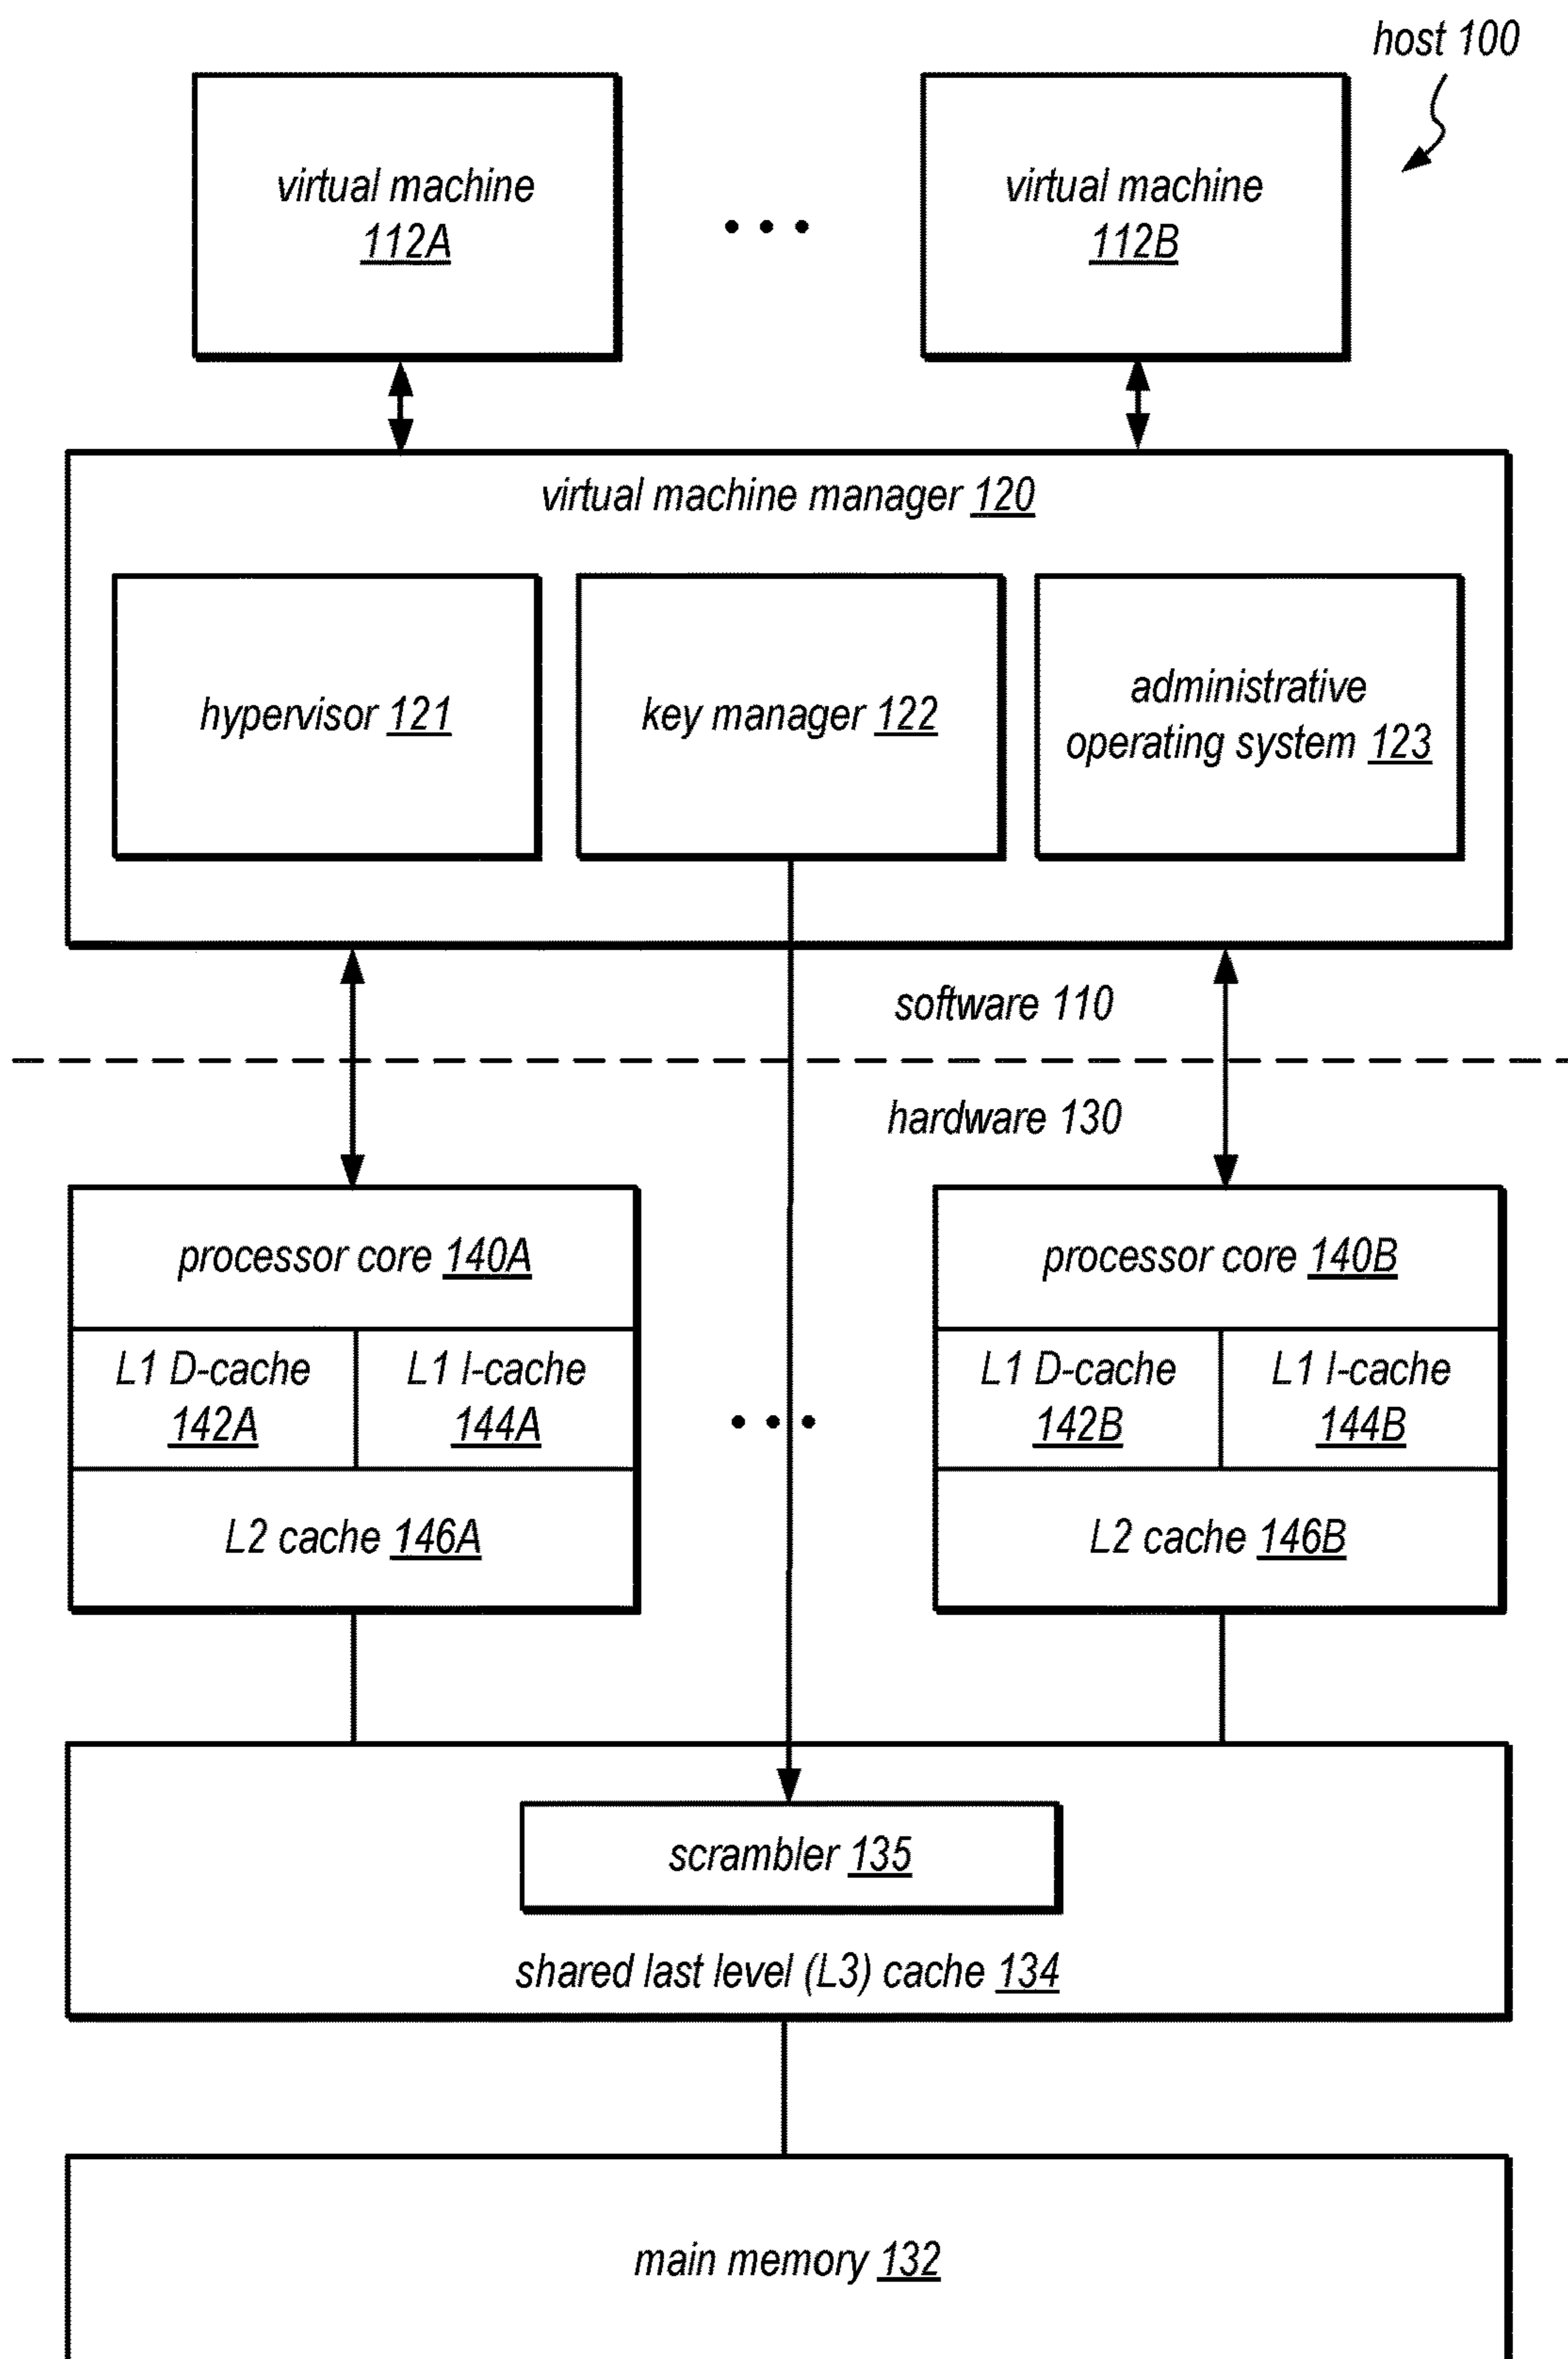 host 100
virtual machine
112A
virtual machine
112B
virtual machine manager 120
hypervisor 121
key manager 122
administrative
operating system 123
software 110
hardware 130
processor core 140A
L1 D-cache
142A
L1 I-cache
144A
L2 cache 146A
processor core 140B
L1 D-cache
142B
L1 I-cache
144B
L2 cache 146B
scrambler 135
shared last level (L3) cache 134
main memory 132